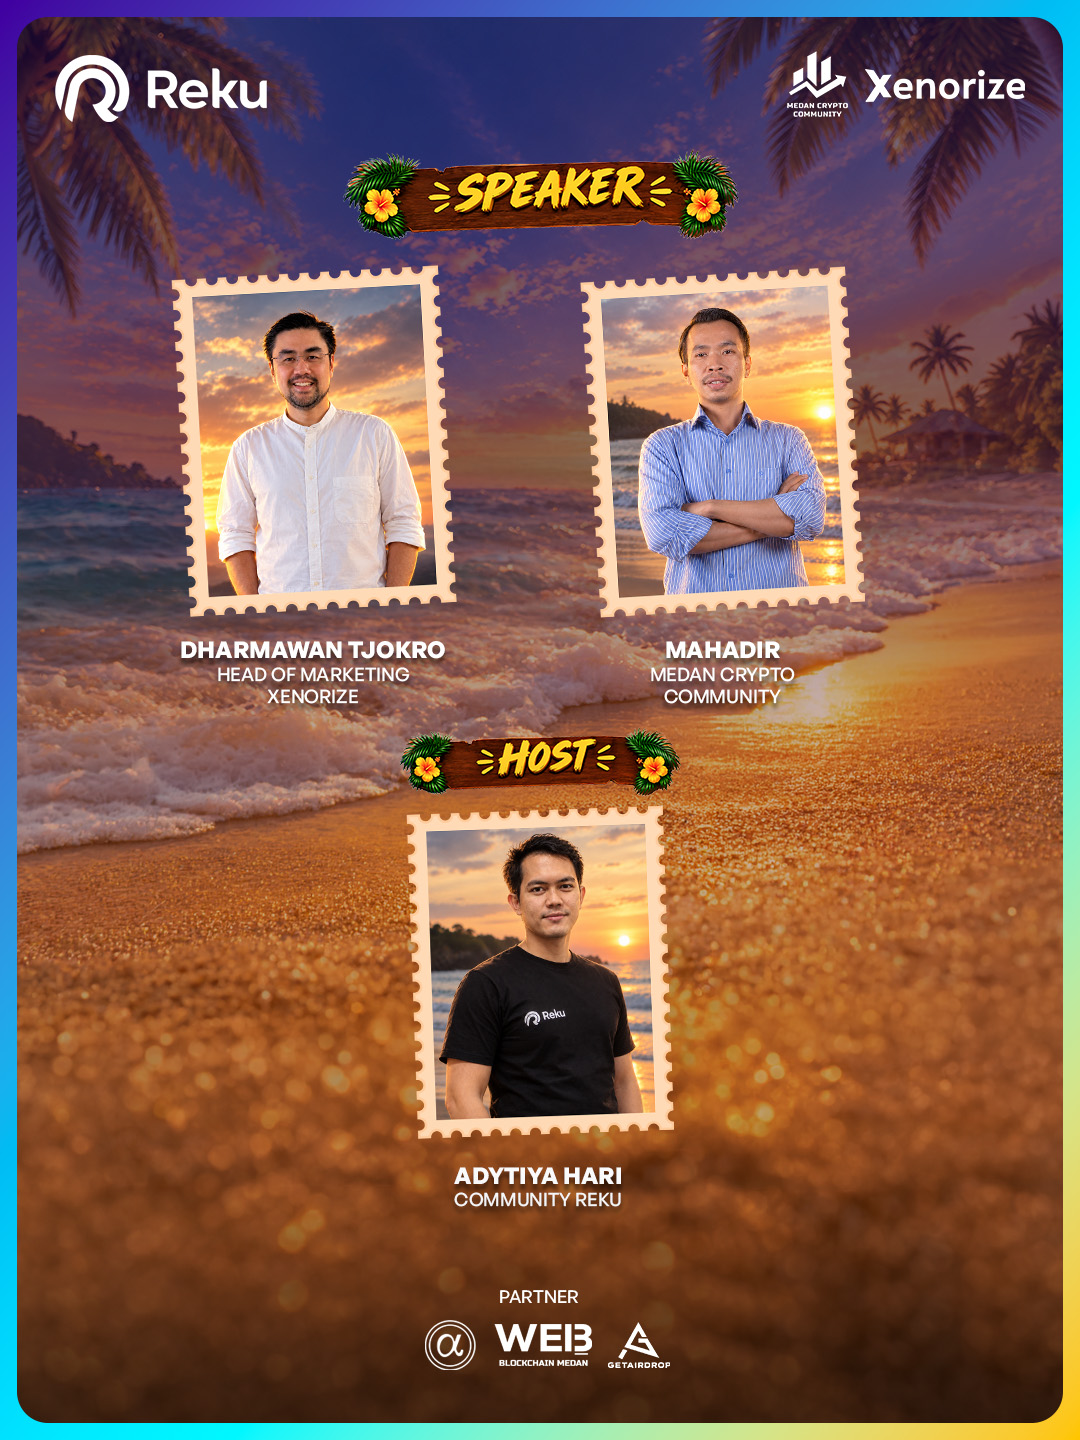 Reku
MEDAN CRYPTO
COMMUNITY
Xenorize
SPEAKER
DHARMAWAN TJOKRO
HEAD OF MARKETING
XENORIZE
MAHADIR
MEDAN CRYPTO
COMMUNITY
HOST
Reku
ADYTIYA HARI
COMMUNITY REKU
PARTNER
α
WEB
BLOCKCHAIN MEDAN
GETAIRDROP